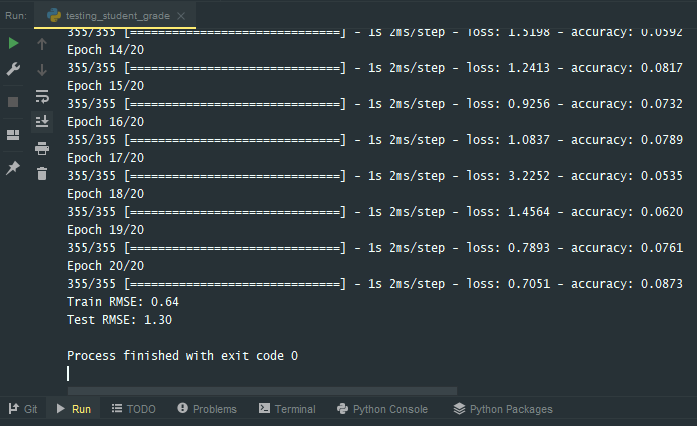 Run: testing_student_grade
355/355 [==============================] - 1s 2ms/step - loss: 1.5198 - accuracy: 0.0592
Epoch 14/20
355/355 [==============================] - 1s 2ms/step - loss: 1.2413 - accuracy: 0.0817
Epoch 15/20
355/355 [==============================] - 1s 2ms/step - loss: 0.9256 - accuracy: 0.0732
Epoch 16/20
355/355 [==============================] - 1s 2ms/step - loss: 1.0837 - accuracy: 0.0789
Epoch 17/20
355/355 [==============================] - 1s 2ms/step - loss: 3.2252 - accuracy: 0.0535
Epoch 18/20
355/355 [==============================] - 1s 2ms/step - loss: 1.4564 - accuracy: 0.0620
Epoch 19/20
355/355 [==============================] - 1s 2ms/step - loss: 0.7893 - accuracy: 0.0761
Epoch 20/20
355/355 [==============================] - 1s 2ms/step - loss: 0.7051 - accuracy: 0.0873
Train RMSE: 0.64
Test RMSE: 1.30
Process finished with exit code 0
Git Run TODO Problems Terminal Python Console Python Packages